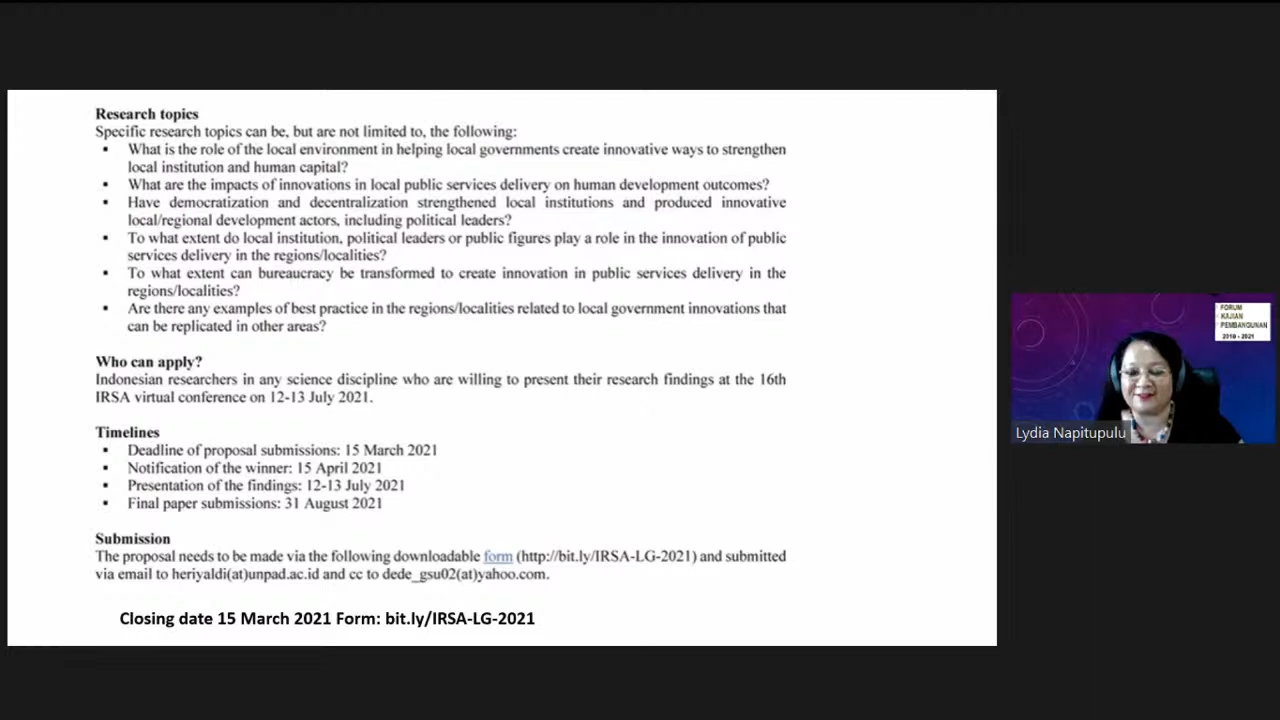 Research topics
Specific research topics can be, but are not limited to, the following:
▪ What is the role of the local environment in helping local governments create innovative ways to strengthen
local institution and human capital?
▪ What are the impacts of innovations in local public services delivery on human development outcomes?
▪ Have democratization and decentralization strengthened local institutions and produced innovative
local/regional development actors, including political leaders?
▪ To what extent do local institution, political leaders or public figures play a role in the innovation of public
services delivery in the regions/localities?
▪ To what extent can bureaucracy be transformed to create innovation in public services delivery in the
regions/localities?
▪ Are there any examples of best practice in the regions/localities related to local government innovations that
can be replicated in other areas?
Who can apply?
Indonesian researchers in any science discipline who are willing to present their research findings at the 16th
IRSA virtual conference on 12-13 July 2021.
Timelines
▪ Deadline of proposal submissions: 15 March 2021
▪ Notification of the winner: 15 April 2021
▪ Presentation of the findings: 12-13 July 2021
▪ Final paper submissions: 31 August 2021
Submission
The proposal needs to be made via the following downloadable form (http://bit.ly/IRSA-LG-2021) and submitted
via email to heriyaldi(at)unpad.ac.id and cc to dede_gsu02(at)yahoo.com.
Closing date 15 March 2021 Form: bit.ly/IRSA-LG-2021
FORUM
KAJIAN
PEMBANGUNAN
2019 - 2021
Lydia Napitupulu